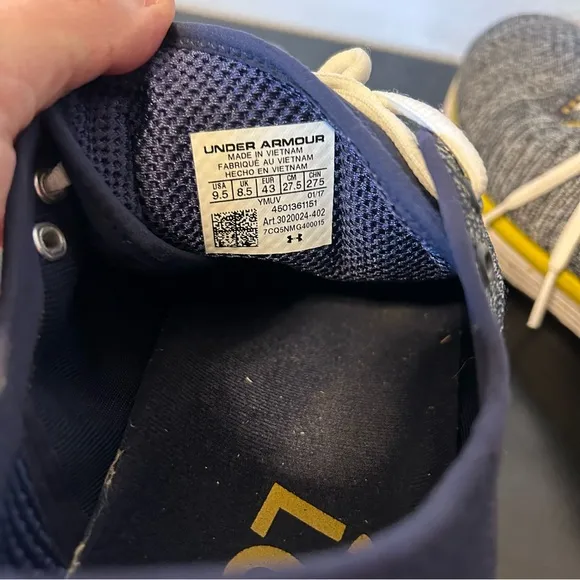 UNDER ARMOUR
MADE IN VIETNAM
FABRIQUÉ AU VIETNAM
HECHO EN VIETNAM
USA UK EUR CM CHN
9.5 8.5 43 27.5 275
YMUV 01/17
4501361151
Art.3020024-402
7CQ5NMG400015